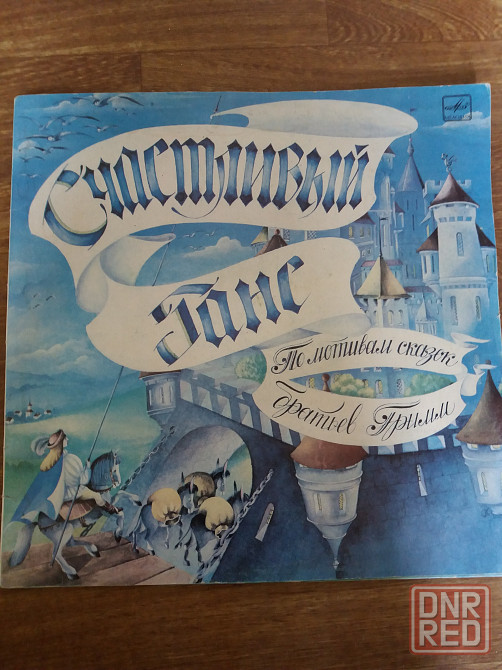 Счастливый
Ганс
По мотивам сказок
братьев Гримм
DNR
RED